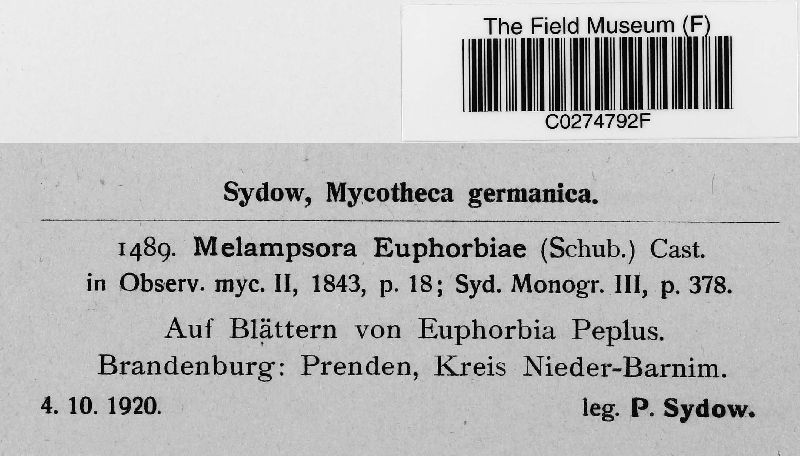 The Field Museum (F)
C0274792F
Sydow, Mycotheca germanica.
1489. Melampsora Euphorbiae (Schub.) Cast.
in Observ. myc. II, 1843, p. 18; Syd. Monogr. III, p. 378.
Auf Blättern von Euphorbia Peplus.
Brandenburg: Prenden, Kreis Nieder-Barnim.
4. 10. 1920. leg. P. Sydow.